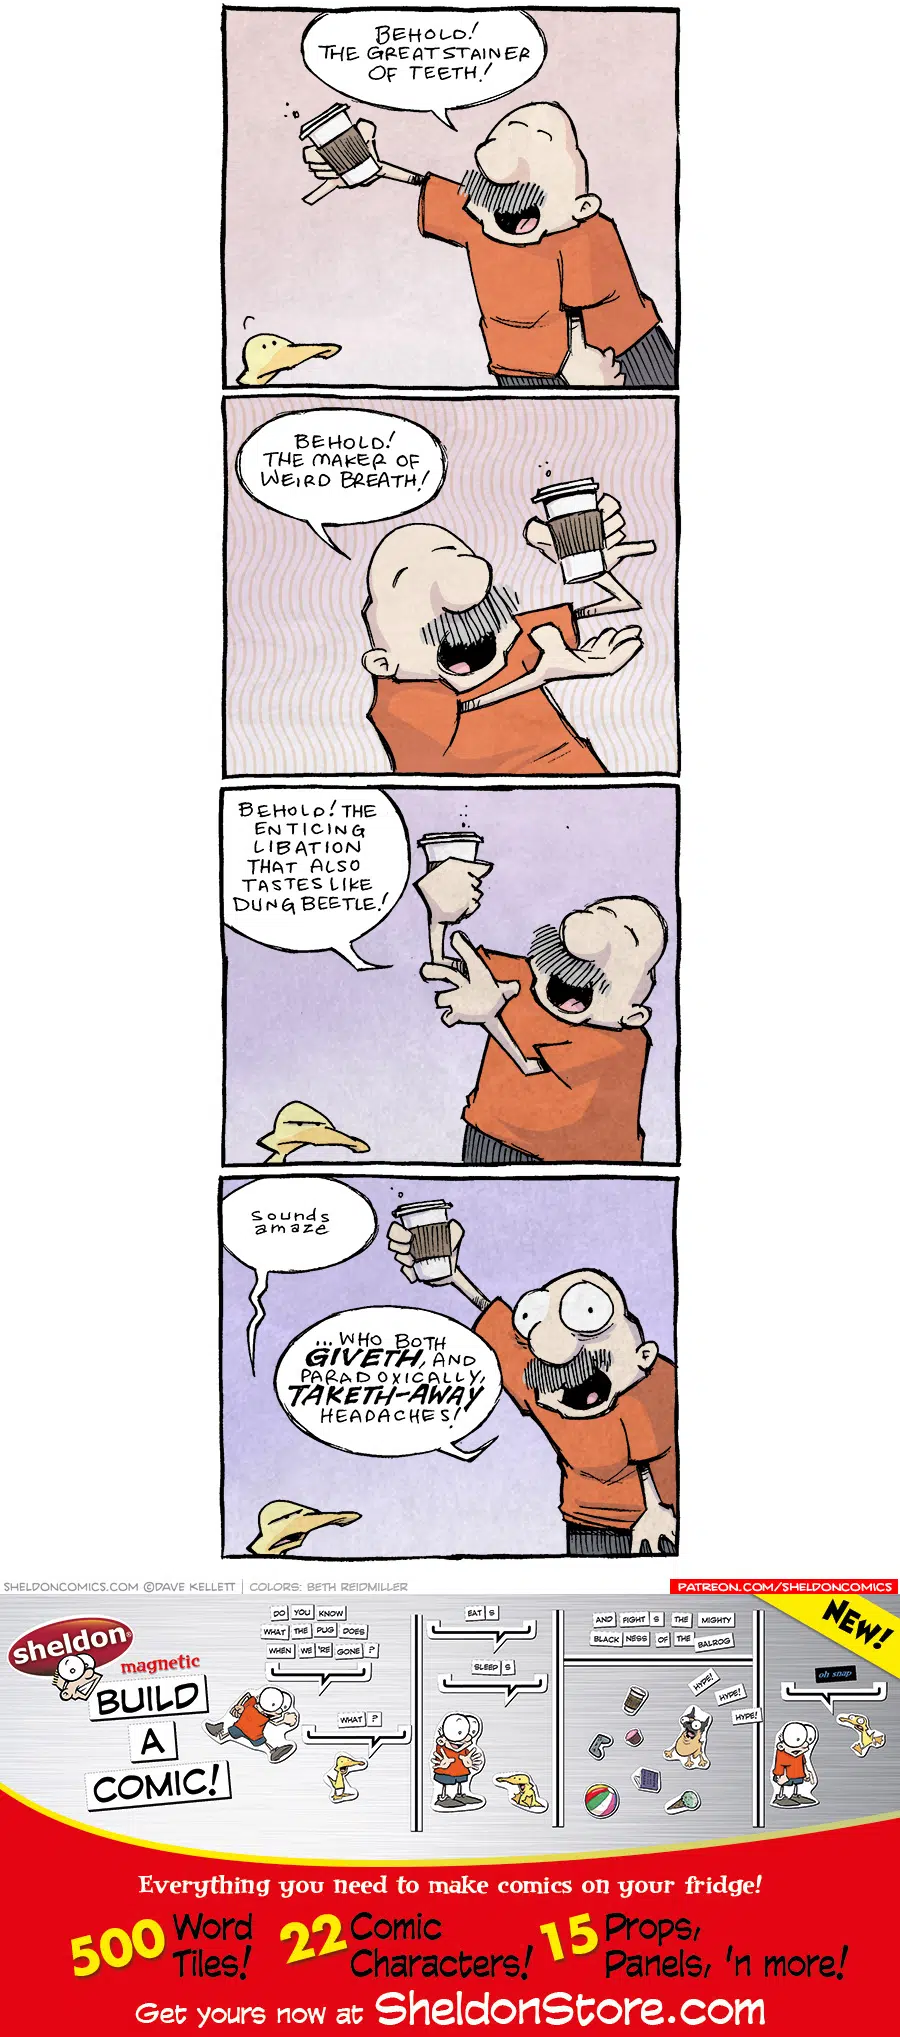 BEHOLD!
THE GREAT STAINER
OF TEETH!
BEHOLD!
THE MAKER OF
WEIRD BREATH!
BEHOLD! THE
ENTICING
LIBATION
THAT ALSO
TASTES LIKE
DUNG BEETLE!
Sounds
amaze
...WHO BOTH
GIVETH, AND
PARADOXICALLY,
TAKETH-AWAY
HEADACHES!
SHELDONCOMICS.COM ©DAVE KELLETT | COLORS: BETH REIDMILLER
PATREON.COM/SHELDONCOMICS
sheldon®
magnetic
BUILD
A
COMIC!
DO YOU KNOW
WHAT THE PUG DOES
WHEN WE 'RE GONE ?
WHAT ?
EAT S
SLEEP S
AND FIGHT S THE MIGHTY
BLACK NESS OF THE BALROG
HYPE!
HYPE!
HYPE!
oh snap
NEW!
Everything you need to make comics on your fridge!
500 Word
Tiles!
22 Comic
Characters!
15 Props,
Panels, 'n more!
Get yours now at SheldonStore.com